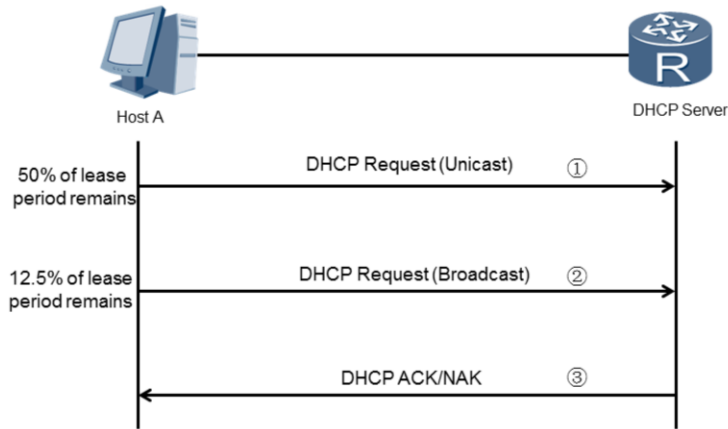 R
Host A
DHCP Server
50% of lease
period remains
DHCP Request (Unicast) ①
12.5% of lease
period remains
DHCP Request (Broadcast) ②
DHCP ACK/NAK ③